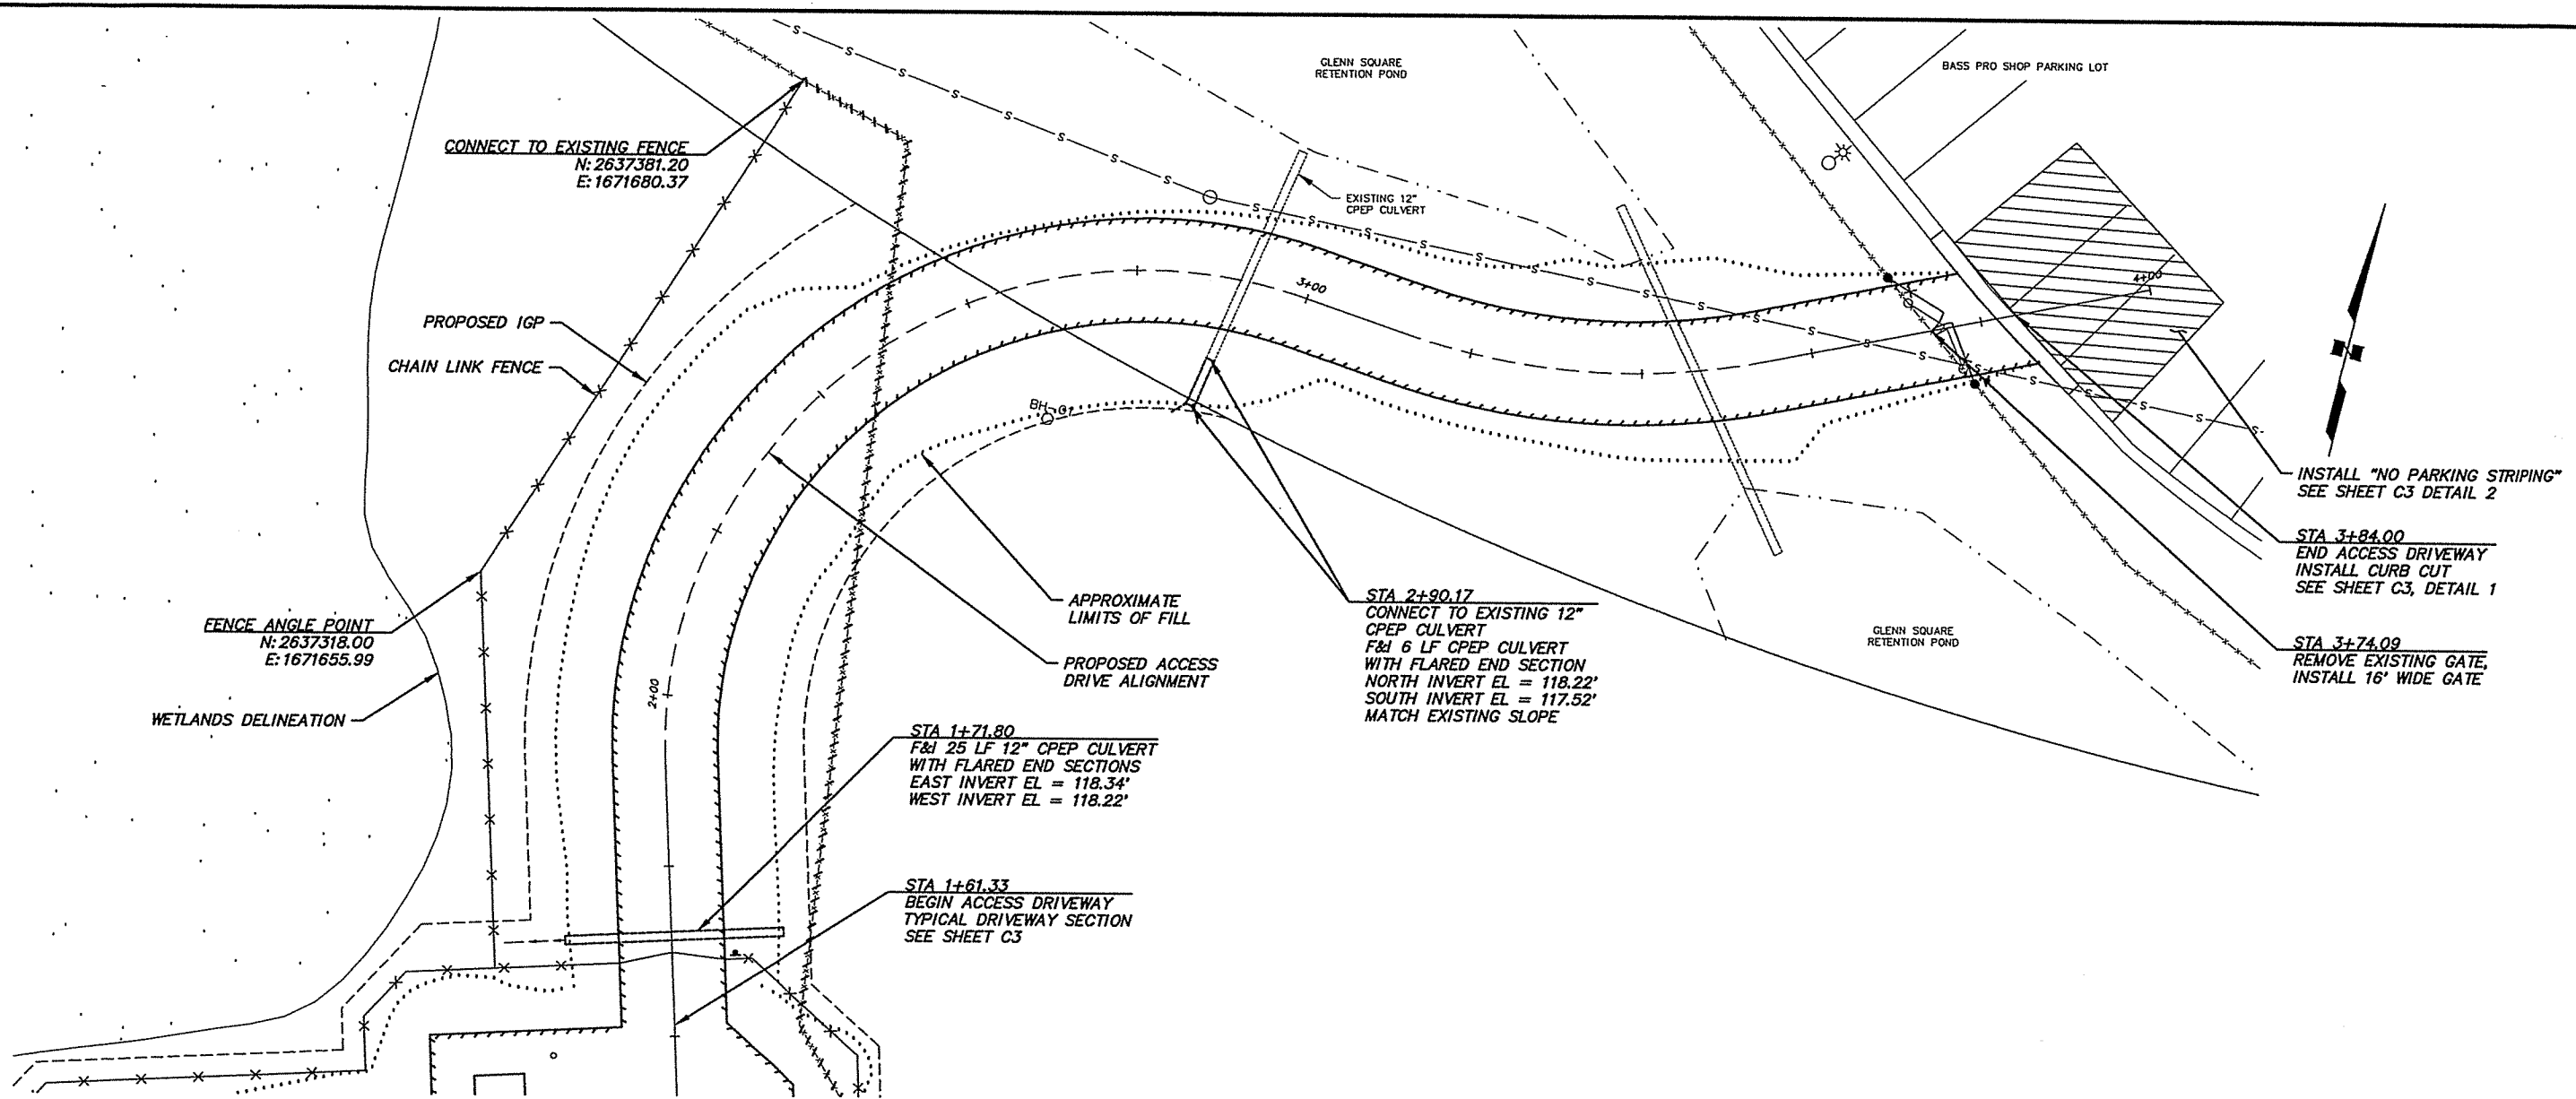 GLENN SQUARE
RETENTION POND
BASS PRO SHOP PARKING LOT
CONNECT TO EXISTING FENCE
N: 2637381.20
E: 1671680.37
EXISTING 12"
CPEP CULVERT
PROPOSED IGP
CHAIN LINK FENCE
3+00
4+00
INSTALL "NO PARKING STRIPING"
SEE SHEET C3 DETAIL 2
STA 3+84.00
END ACCESS DRIVEWAY
INSTALL CURB CUT
SEE SHEET C3, DETAIL 1
STA 3+74.09
REMOVE EXISTING GATE,
INSTALL 16' WIDE GATE
GLENN SQUARE
RETENTION POND
APPROXIMATE
LIMITS OF FILL
PROPOSED ACCESS
DRIVE ALIGNMENT
STA 2+90.17
CONNECT TO EXISTING 12"
CPEP CULVERT
F&I 6 LF CPEP CULVERT
WITH FLARED END SECTION
NORTH INVERT EL = 118.22'
SOUTH INVERT EL = 117.52'
MATCH EXISTING SLOPE
FENCE ANGLE POINT
N: 2637318.00
E: 1671655.99
WETLANDS DELINEATION
2+00
STA 1+71.80
F&I 25 LF 12" CPEP CULVERT
WITH FLARED END SECTIONS
EAST INVERT EL = 118.34'
WEST INVERT EL = 118.22'
STA 1+61.33
BEGIN ACCESS DRIVEWAY
TYPICAL DRIVEWAY SECTION
SEE SHEET C3